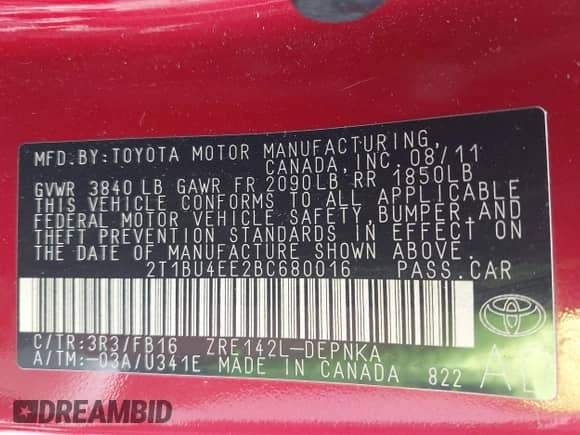 MFD.BY:TOYOTA MOTOR MANUFACTURING,
CANADA,INC. 08/11
GVWR 3840 LB GAWR FR 2090LB RR 1850LB
THIS VEHICLE CONFORMS TO ALL APPLICABLE
FEDERAL MOTOR VEHICLE SAFETY,BUMPER,AND
THEFT PREVENTION STANDARDS IN EFFECT ON
THE DATE OF MANUFACTURE SHOWN ABOVE.
2T1BU4EE2BC680016 PASS.CAR
C/TR:3R3/FB16 ZRE142L-DEPNKA
A/TM:-03A/U341E MADE IN CANADA 822
DREAMBID